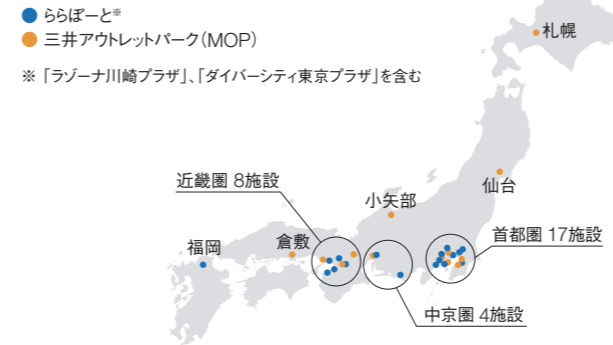 ららぽーと※
三井アウトレットパーク(MOP)
※「ラゾーナ川崎プラザ」、「ダイバーシティ東京プラザ」を含む
札幌
近畿圏 8施設
小矢部
仙台
福岡
倉敷
首都圏 17施設
中京圏 4施設